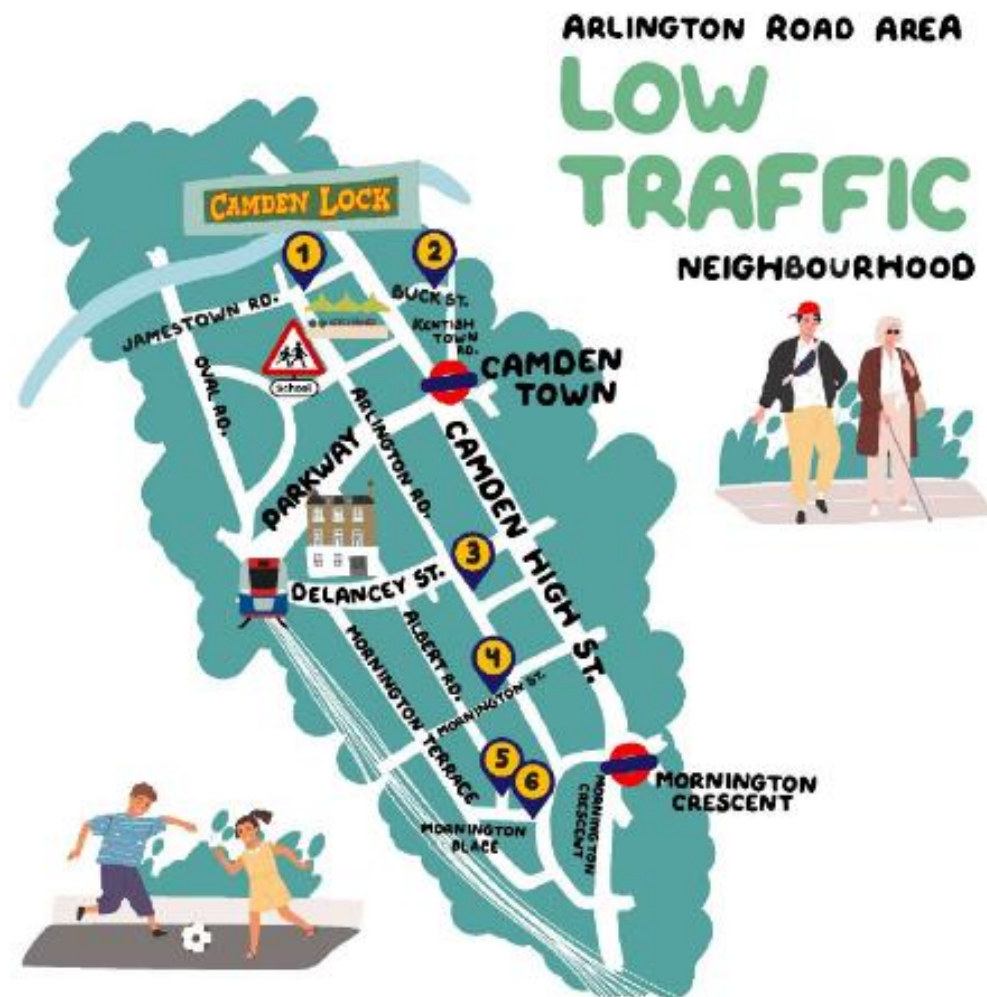 ARLINGTON ROAD AREA
LOW
TRAFFIC
NEIGHBOURHOOD
CAMDEN LOCK
1
2
BUCK ST.
JAMESTOWN RD.
KENTISH
TOWN
RD.
School
OVAL RD.
CAMDEN
TOWN
ARLINGTON RD.
PARKWAY
CAMDEN HIGH ST.
3
DELANCEY ST.
ALBERT RD.
4
MORNINGTON ST.
MORNINGTON TERRACE
5
6
MORNINGTON
CRESCENT
MORNINGTON
CRESCENT
MORNINGTON
PLACE